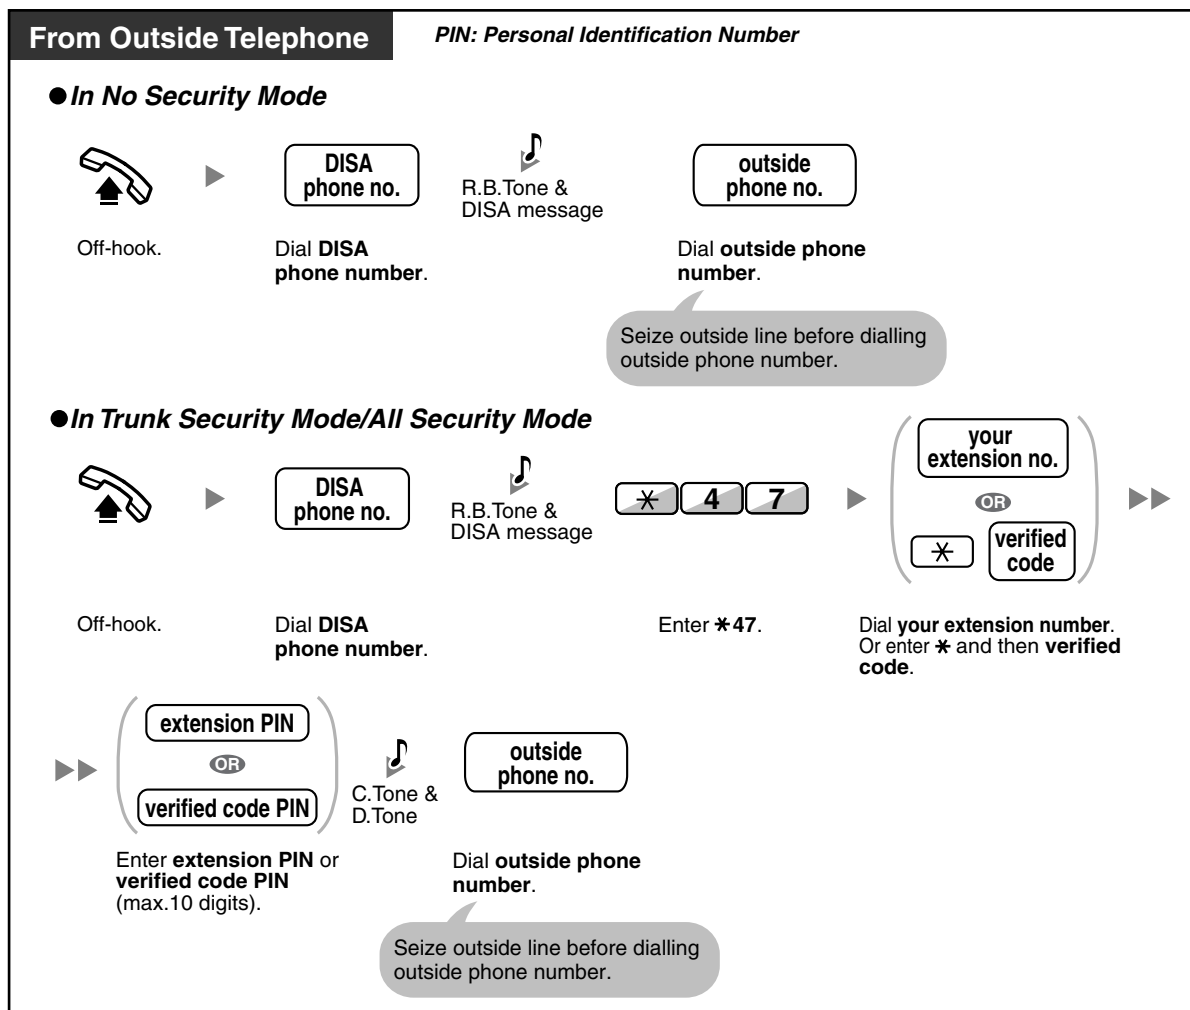 From Outside Telephone
PIN: Personal Identification Number
●In No Security Mode
DISA
phone no.
R.B.Tone &
DISA message
outside
phone no.
Off-hook.
Dial DISA
phone number.
Dial outside phone
number.
Seize outside line before dialling
outside phone number.
●In Trunk Security Mode/All Security Mode
DISA
phone no.
R.B.Tone &
DISA message
* 4 7
your
extension no.
OR
* verified
code
Off-hook.
Dial DISA
phone number.
Enter *47.
Dial your extension number.
Or enter * and then verified
code.
extension PIN
OR
verified code PIN
C.Tone &
D.Tone
outside
phone no.
Enter extension PIN or
verified code PIN
(max.10 digits).
Dial outside phone
number.
Seize outside line before dialling
outside phone number.